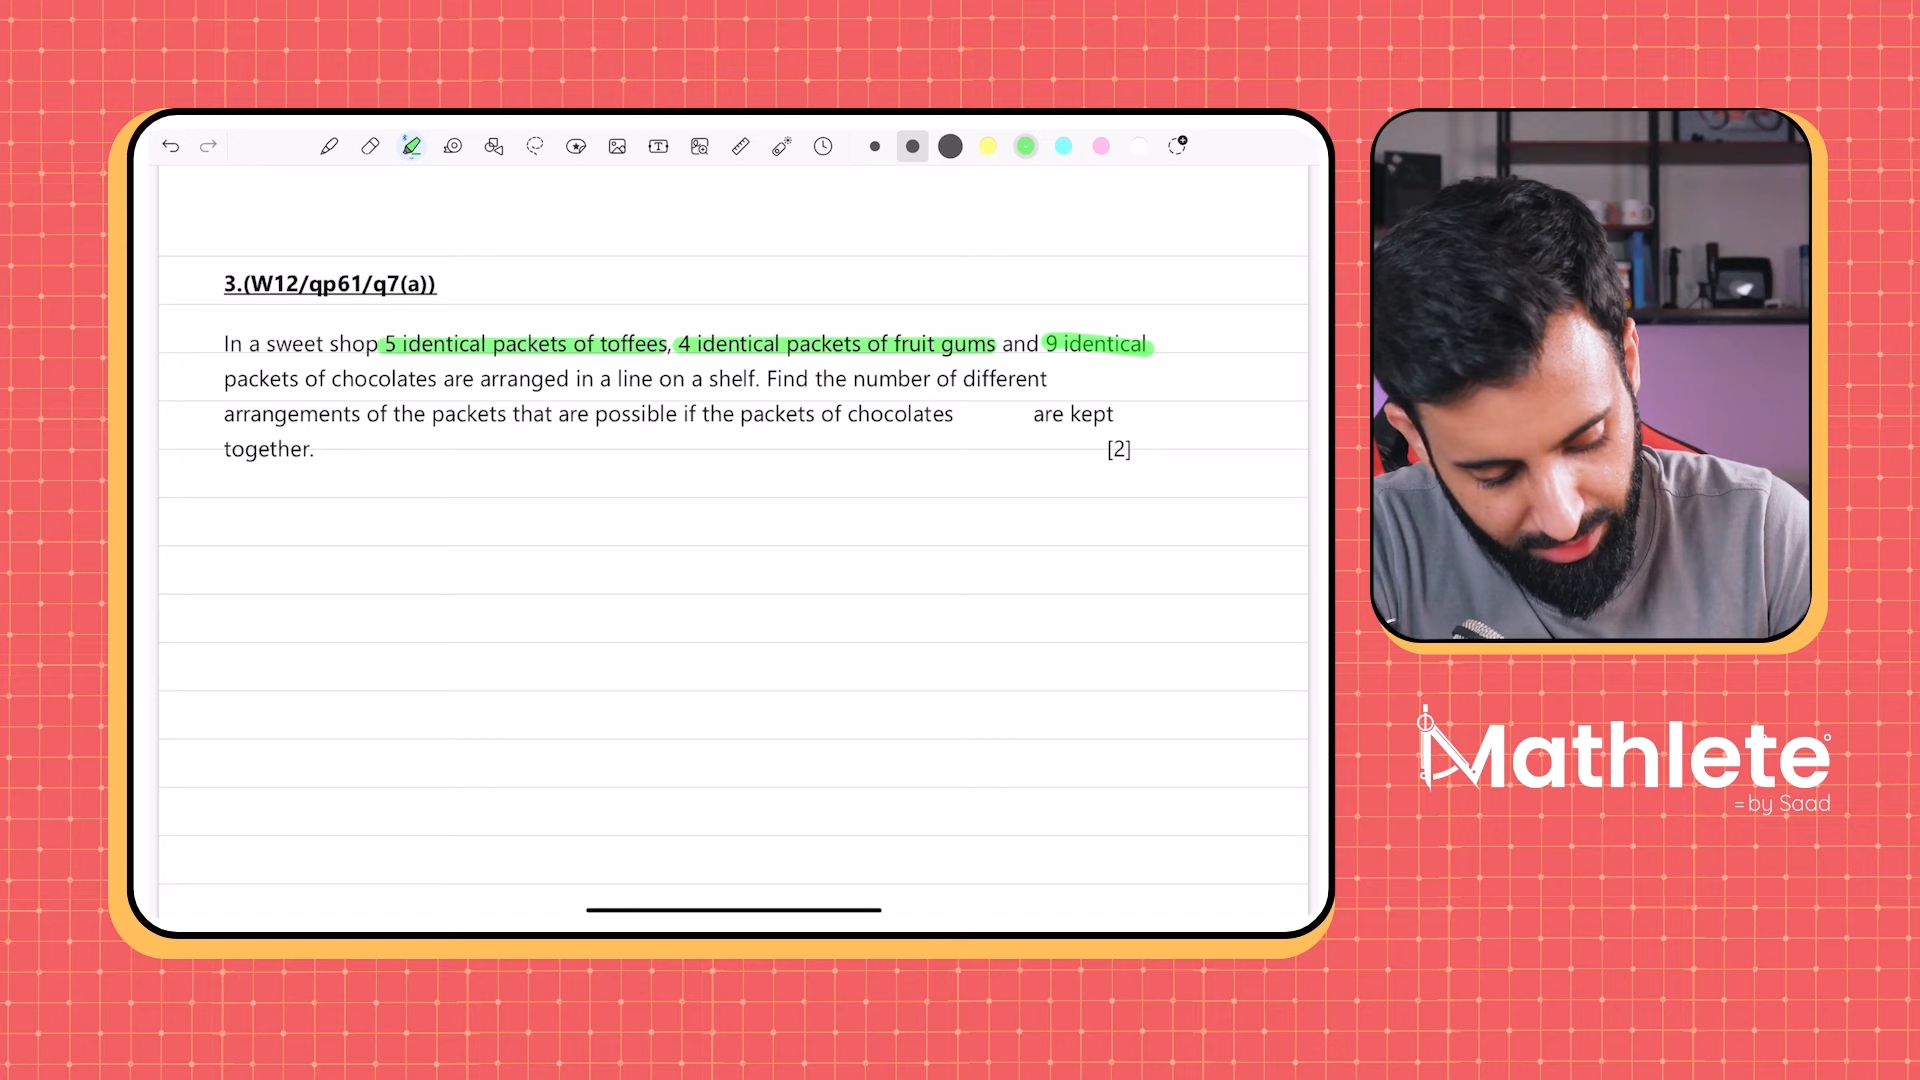 3.(W12/qp61/q7(a))
In a sweet shop 5 identical packets of toffees, 4 identical packets of fruit gums and 9 identical
packets of chocolates are arranged in a line on a shelf. Find the number of different
arrangements of the packets that are possible if the packets of chocolates are kept
together. [2]
Mathlete
= by Saad